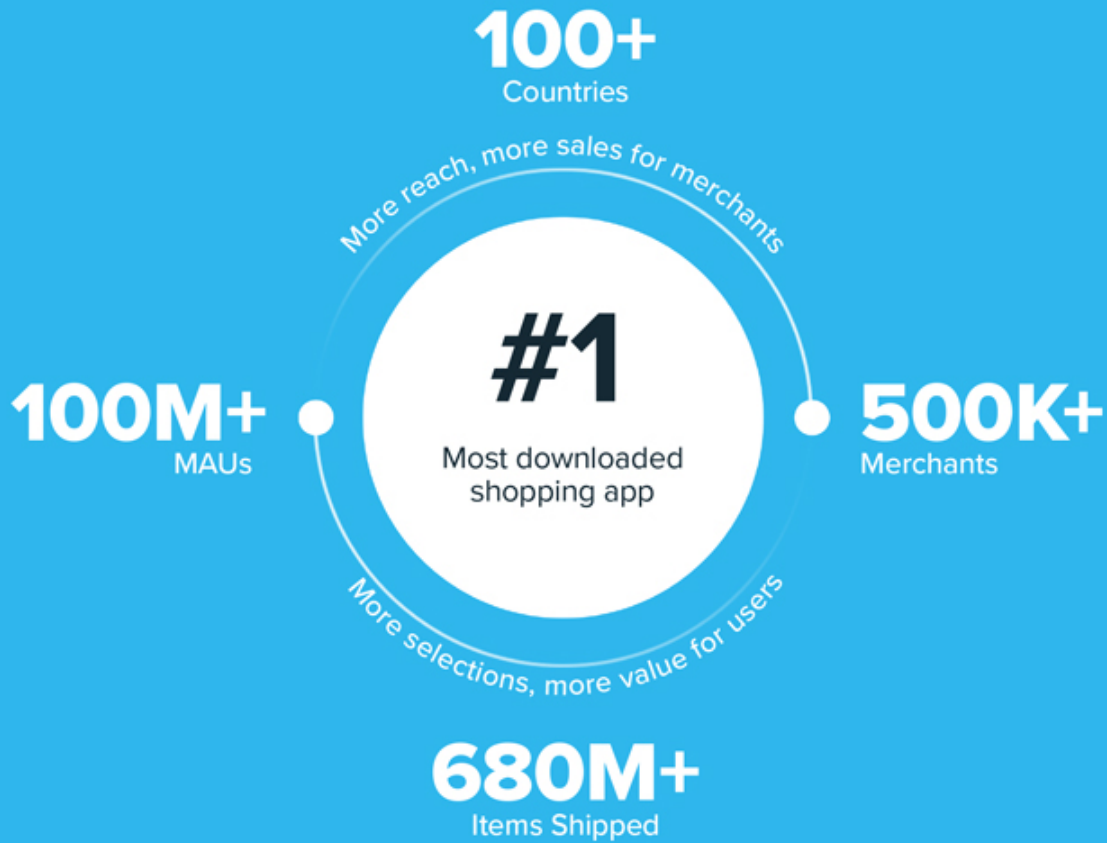 100+
Countries
More reach, more sales for merchants
#1
Most downloaded
shopping app
100M+
MAUs
500K+
Merchants
More selections, more value for users
680M+
Items Shipped